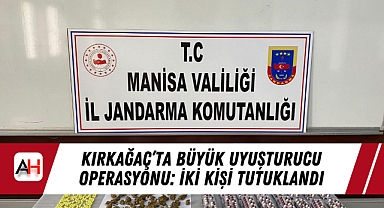 T.C
MANİSA VALİLİĞİ
İL JANDARMA KOMUTANLIĞI
AH
KIRKAĞAÇ'TA BÜYÜK UYUŞTURUCU
OPERASYONU: İKİ KİŞİ TUTUKLANDI